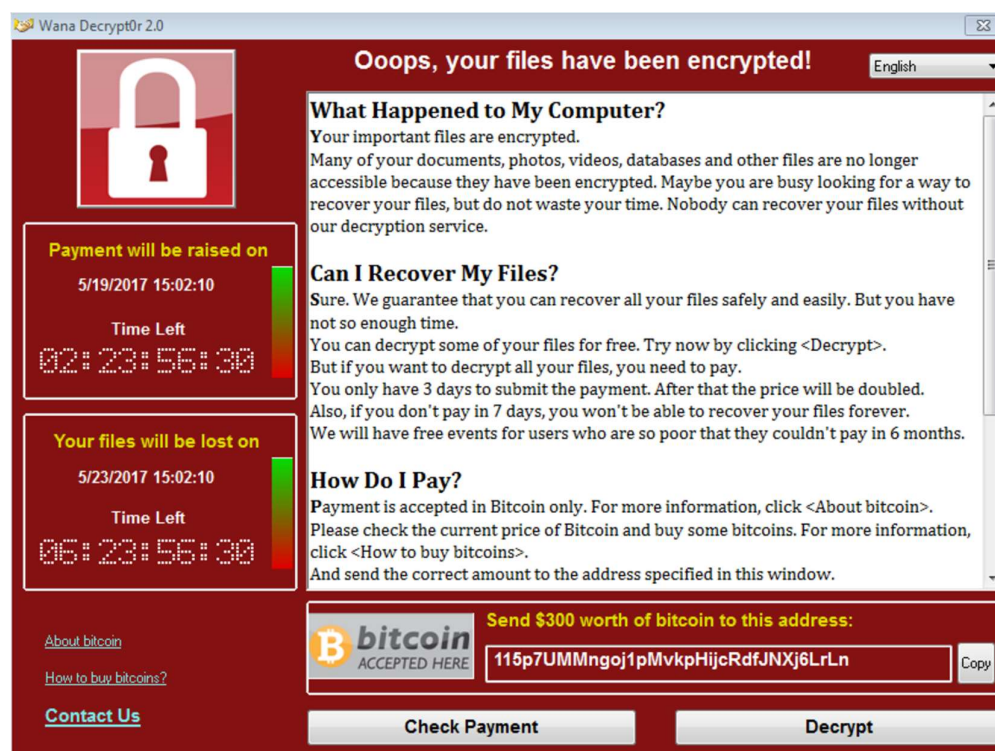 Wana Decrypt0r 2.0
Ooops, your files have been encrypted!
English
What Happened to My Computer?
Your important files are encrypted.
Many of your documents, photos, videos, databases and other files are no longer
accessible because they have been encrypted. Maybe you are busy looking for a way to
recover your files, but do not waste your time. Nobody can recover your files without
our decryption service.
Can I Recover My Files?
Sure. We guarantee that you can recover all your files safely and easily. But you have
not so enough time.
You can decrypt some of your files for free. Try now by clicking <Decrypt>.
But if you want to decrypt all your files, you need to pay.
You only have 3 days to submit the payment. After that the price will be doubled.
Also, if you don't pay in 7 days, you won't be able to recover your files forever.
We will have free events for users who are so poor that they couldn't pay in 6 months.
How Do I Pay?
Payment is accepted in Bitcoin only. For more information, click <About bitcoin>.
Please check the current price of Bitcoin and buy some bitcoins. For more information,
click <How to buy bitcoins>.
And send the correct amount to the address specified in this window.
Payment will be raised on
5/19/2017 15:02:10
Time Left
02:23:56:30
Your files will be lost on
5/23/2017 15:02:10
Time Left
06:23:56:30
About bitcoin
How to buy bitcoins?
Contact Us
bitcoin
ACCEPTED HERE
Send $300 worth of bitcoin to this address:
115p7UMMngoj1pMvkpHijcRdfJNXj6LrLn
Copy
Check Payment
Decrypt